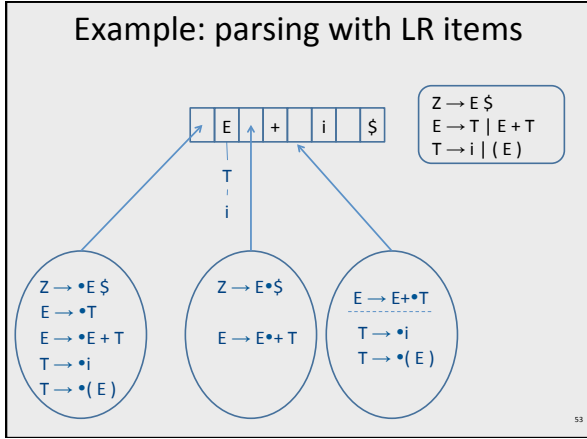 Example: parsing with LR items
Z → E $
E → T | E + T
T → i | ( E )
E + i $
T
i
Z → •E $
E → •T
E → •E + T
T → •i
T → •( E )
Z → E•$
E → E•+ T
E → E+•T
T → •i
T → •( E )
53